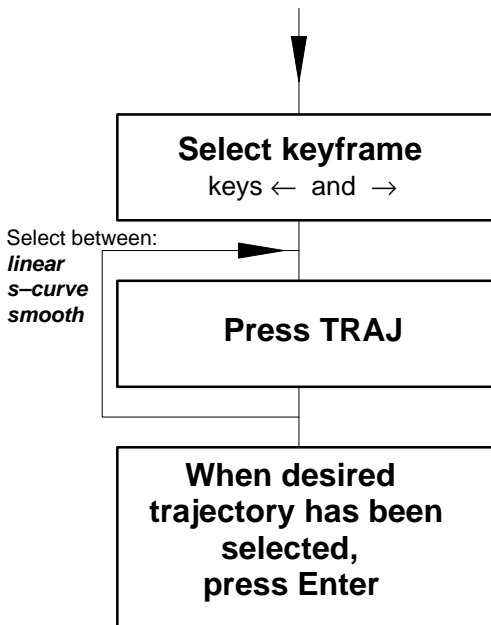 Select keyframe
keys ← and →
Select between:
linear
s–curve
smooth
Press TRAJ
When desired
trajectory has been
selected,
press Enter